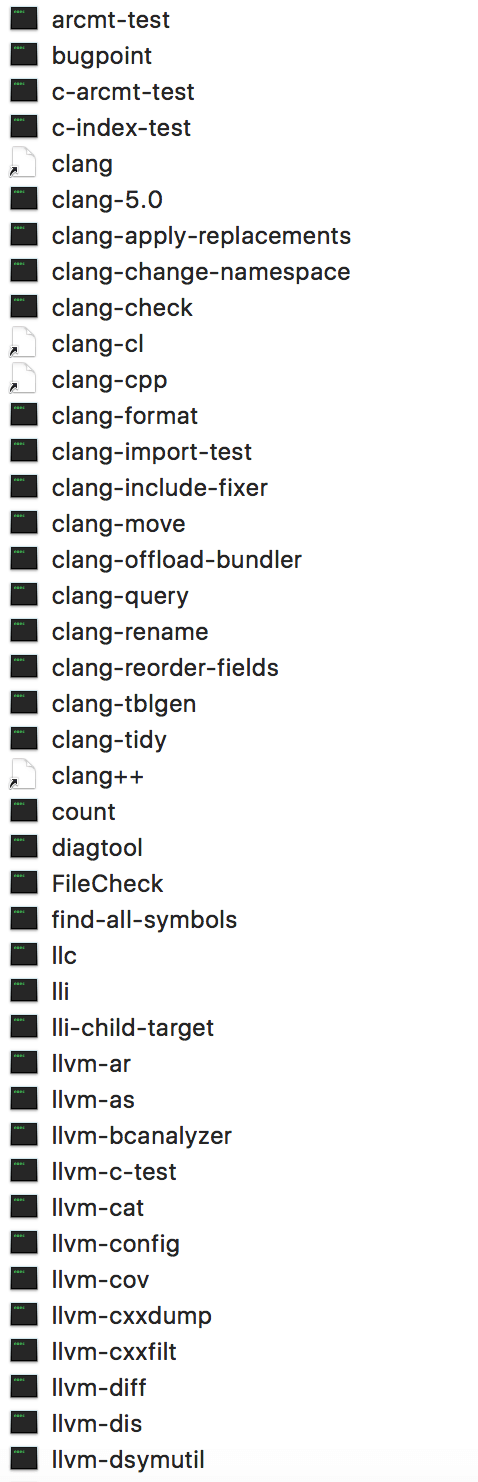 arcmt-test
bugpoint
c-arcmt-test
c-index-test
clang
clang-5.0
clang-apply-replacements
clang-change-namespace
clang-check
clang-cl
clang-cpp
clang-format
clang-import-test
clang-include-fixer
clang-move
clang-offload-bundler
clang-query
clang-rename
clang-reorder-fields
clang-tblgen
clang-tidy
clang++
count
diagtool
FileCheck
find-all-symbols
llc
lli
lli-child-target
llvm-ar
llvm-as
llvm-bcanalyzer
llvm-c-test
llvm-cat
llvm-config
llvm-cov
llvm-cxxdump
llvm-cxxfilt
llvm-diff
llvm-dis
llvm-dsymutil